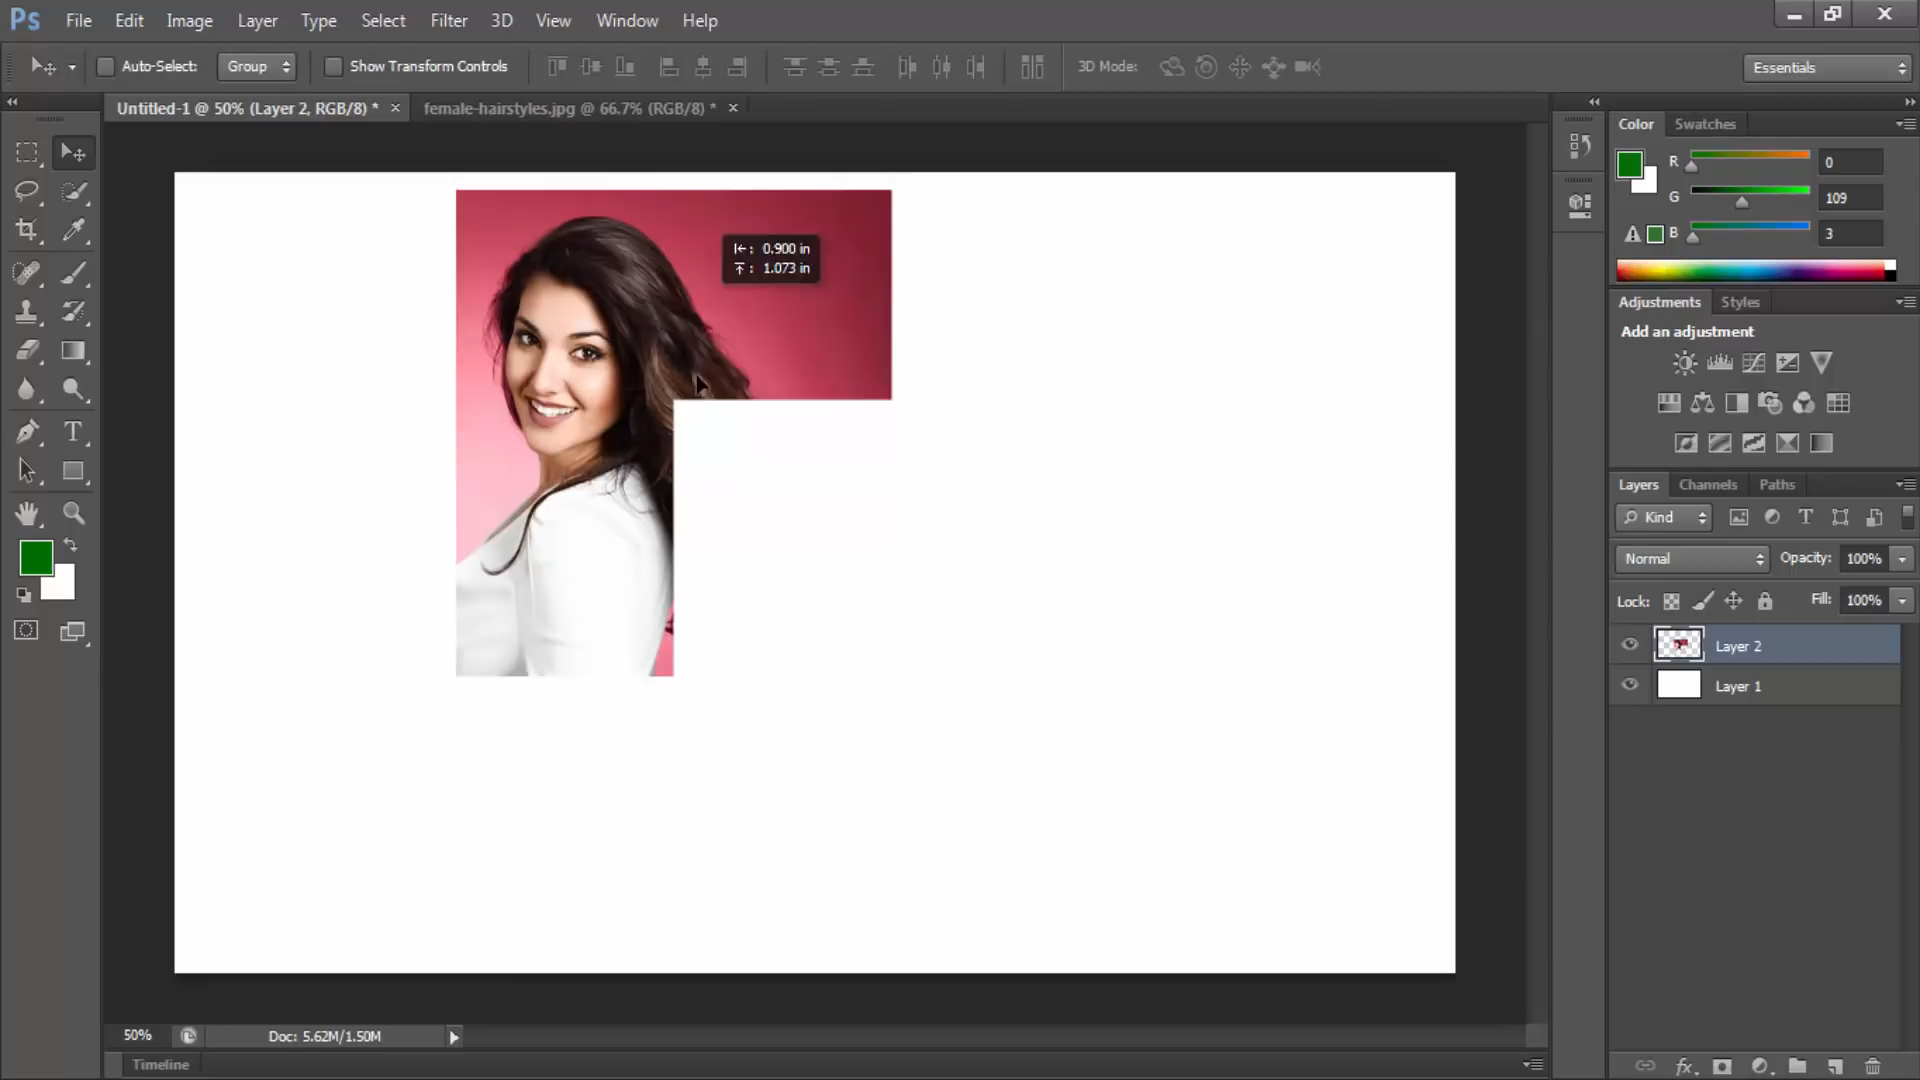 Ps File Edit Image Layer Type Select Filter 3D View Window Help
Auto-Select: Group Show Transform Controls 3D Mode: Essentials
Untitled-1 @ 50% (Layer 2, RGB/8) * × female-hairstyles.jpg @ 66.7% (RGB/8) * ×
Color Swatches
R 0
G 109
B 3
: 0.900 in
: 1.073 in
Adjustments Styles
Add an adjustment
T
Layers Channels Paths
Kind T
Normal Opacity: 100%
Lock: Fill: 100%
Layer 2
Layer 1
50% Doc: 5.62M/1.50M
Timeline
fx